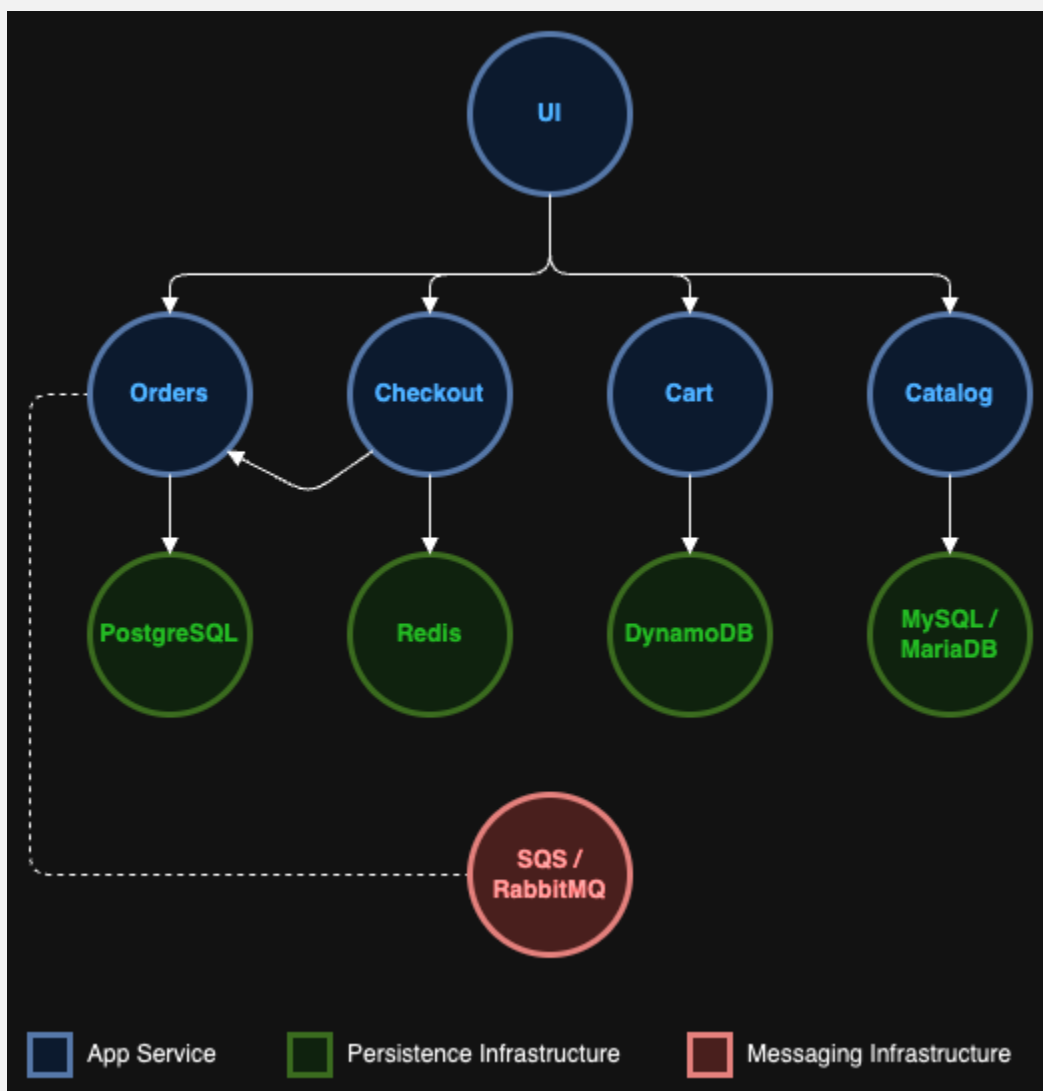 UI
Orders
Checkout
Cart
Catalog
PostgreSQL
Redis
DynamoDB
MySQL /
MariaDB
SQS /
RabbitMQ
App Service
Persistence Infrastructure
Messaging Infrastructure